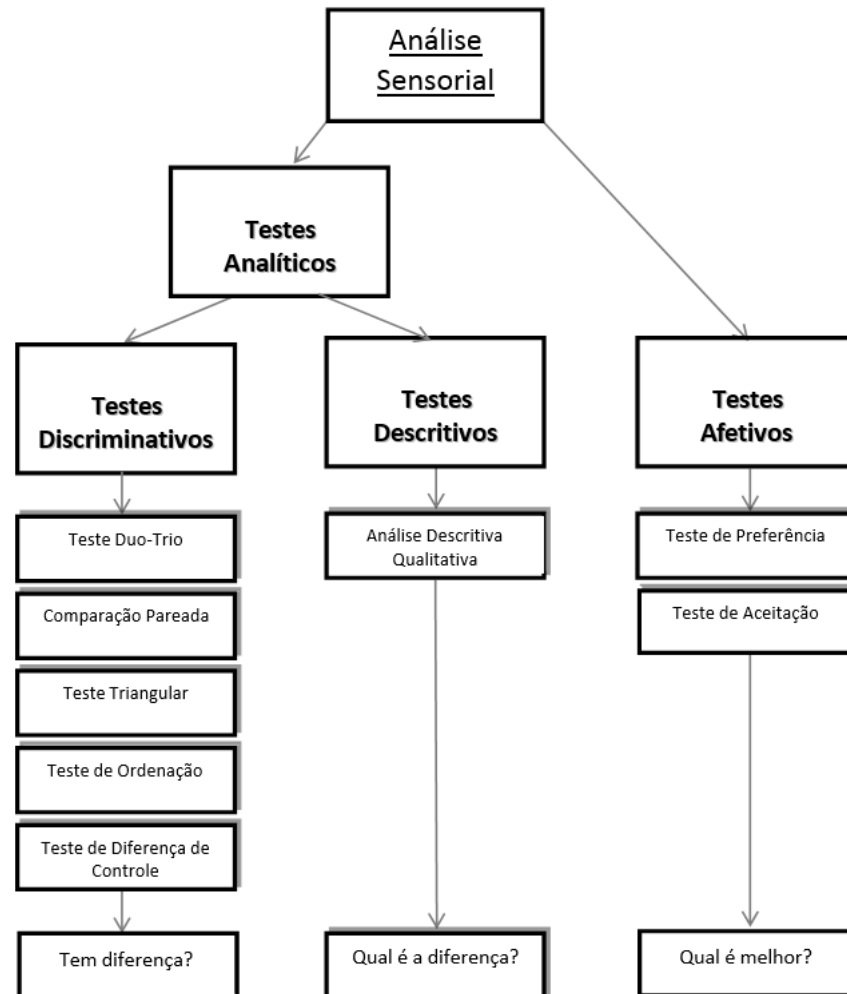 Análise
Sensorial
Testes
Analíticos
Testes
Discriminativos
Testes
Descritivos
Testes
Afetivos
Teste Duo-Trio
Comparação Pareada
Teste Triangular
Teste de Ordenação
Teste de Diferença de
Controle
Tem diferença?
Análise Descritiva
Qualitativa
Qual é a diferença?
Teste de Preferência
Teste de Aceitação
Qual é melhor?